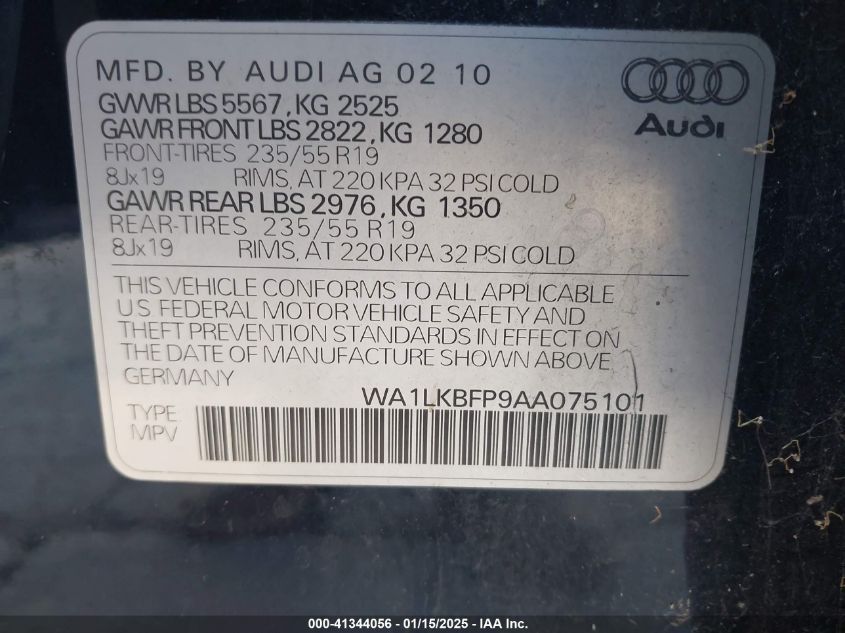 MFD. BY AUDI AG 02 10
GVWR LBS 5567, KG 2525
GAWR FRONT LBS 2822, KG 1280
FRONT-TIRES 235/55 R19
8Jx19 RIMS, AT 220 KPA 32 PSI COLD
GAWR REAR LBS 2976, KG 1350
REAR-TIRES 235/55 R19
8Jx19 RIMS, AT 220 KPA 32 PSI COLD
Audi
THIS VEHICLE CONFORMS TO ALL APPLICABLE
U.S. FEDERAL MOTOR VEHICLE SAFETY AND
THEFT PREVENTION STANDARDS IN EFFECT ON
THE DATE OF MANUFACTURE SHOWN ABOVE
GERMANY
WA1LKBFP9AA075101
TYPE
MPV
000-41344056 - 01/15/2025 - IAA Inc.